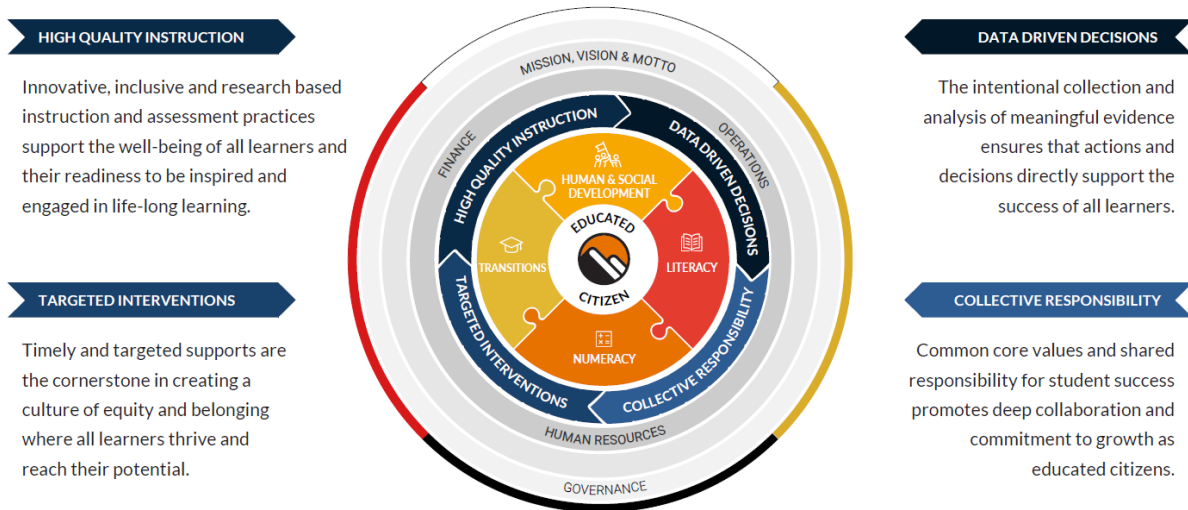 HIGH QUALITY INSTRUCTION
Innovative, inclusive and research based
instruction and assessment practices
support the well-being of all learners and
their readiness to be inspired and
engaged in life-long learning.
TARGETED INTERVENTIONS
Timely and targeted supports are
the cornerstone in creating a
culture of equity and belonging
where all learners thrive and
reach their potential.
MISSION, VISION & MOTTO
FINANCE
OPERATIONS
HIGH QUALITY INSTRUCTION
DATA DRIVEN DECISIONS
HUMAN & SOCIAL
DEVELOPMENT
EDUCATED
CITIZEN
TRANSITIONS
LITERACY
NUMERACY
TARGETED INTERVENTIONS
COLLECTIVE RESPONSIBILITY
HUMAN RESOURCES
GOVERNANCE
DATA DRIVEN DECISIONS
The intentional collection and
analysis of meaningful evidence
ensures that actions and
decisions directly support the
success of all learners.
COLLECTIVE RESPONSIBILITY
Common core values and shared
responsibility for student success
promotes deep collaboration and
commitment to growth as
educated citizens.